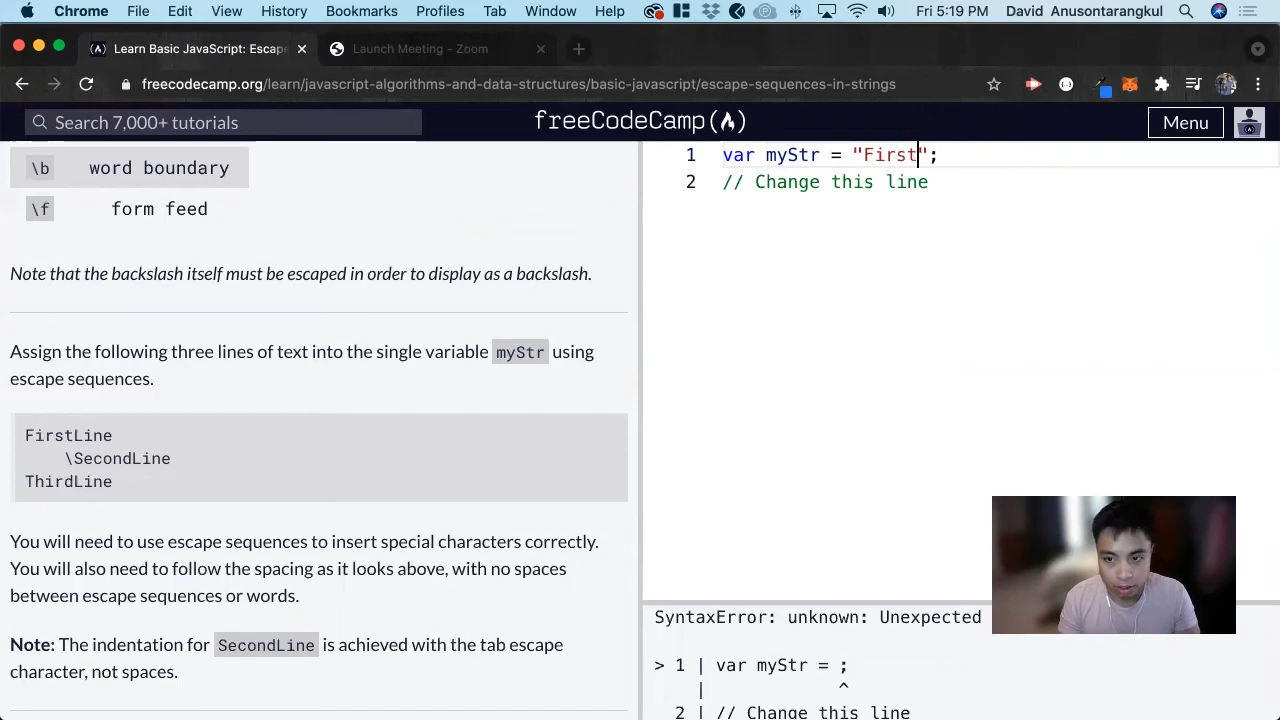 Chrome File Edit View History Bookmarks Profiles Tab Window Help Fri 5:19 PM David Anusontarangkul
Learn Basic JavaScript: Escape Launch Meeting - Zoom
freecodecamp.org/learn/javascript-algorithms-and-data-structures/basic-javascript/escape-sequences-in-strings
Search 7,000+ tutorials freeCodeCamp Menu
\b word boundary
\f form feed
Note that the backslash itself must be escaped in order to display as a backslash.
Assign the following three lines of text into the single variable myStr using
escape sequences.
FirstLine
    \SecondLine
ThirdLine
You will need to use escape sequences to insert special characters correctly.
You will also need to follow the spacing as it looks above, with no spaces
between escape sequences or words.
Note: The indentation for SecondLine is achieved with the tab escape
character, not spaces.
1 var myStr = "First";
2 // Change this line
SyntaxError: unknown: Unexpected
> 1 | var myStr = ;
| ^
2 | // Change this line